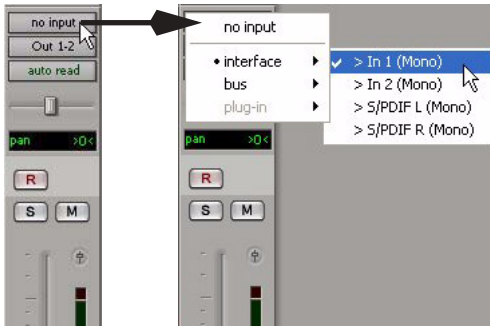 no input
Out 1-2
auto read
pan >0<
R
S M
no input
• interface
bus
plug-in
✓ > In 1 (Mono)
> In 2 (Mono)
> S/PDIF L (Mono)
> S/PDIF R (Mono)
pan >0<
R
S M